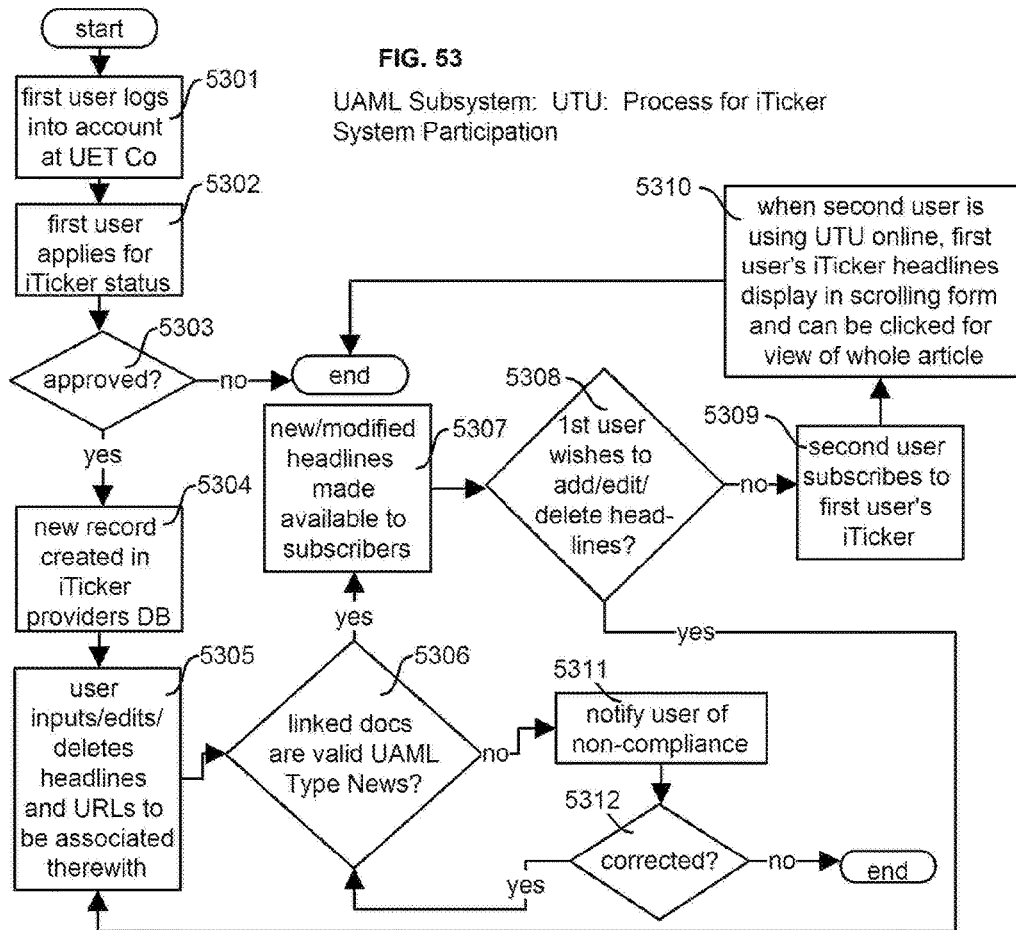 start
FIG. 53
UAML Subsystem: UTU: Process for iTicker
System Participation
5301
first user logs
into account
at UET Co
5302
first user
applies for
iTicker status
5303
approved?
no
end
yes
5304
new record
created in
iTicker
providers DB
5305
user
inputs/edits/
deletes
headlines
and URLs to
be associated
therewith
5306
linked docs
are valid UAML
Type News?
yes
no
5307
new/modified
headlines
made
available to
subscribers
5308
1st user
wishes to
add/edit/
delete head-
lines?
no
yes
5309
second user
subscribes to
first user's
iTicker
5310
when second user is
using UTU online, first
user's iTicker headlines
display in scrolling form
and can be clicked for
view of whole article
5311
notify user of
non-compliance
5312
corrected?
yes
no
end